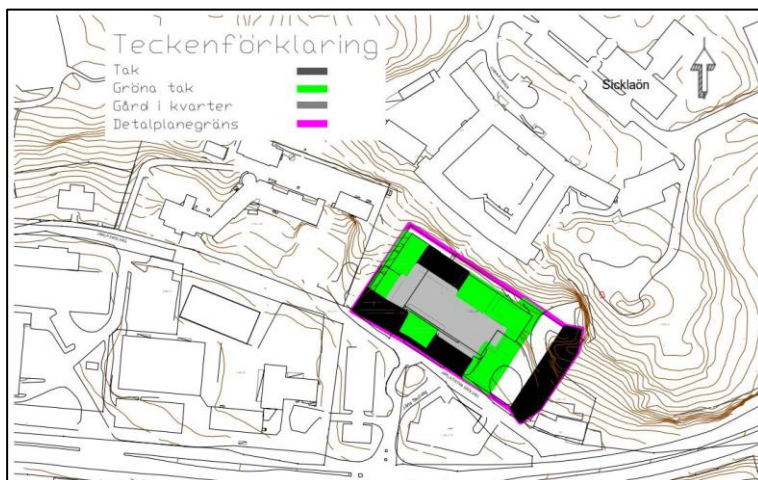 Teckenförklaring
Tak
Gröna tak
Gård i kvarter
Detalplanegräns
Sicklaön